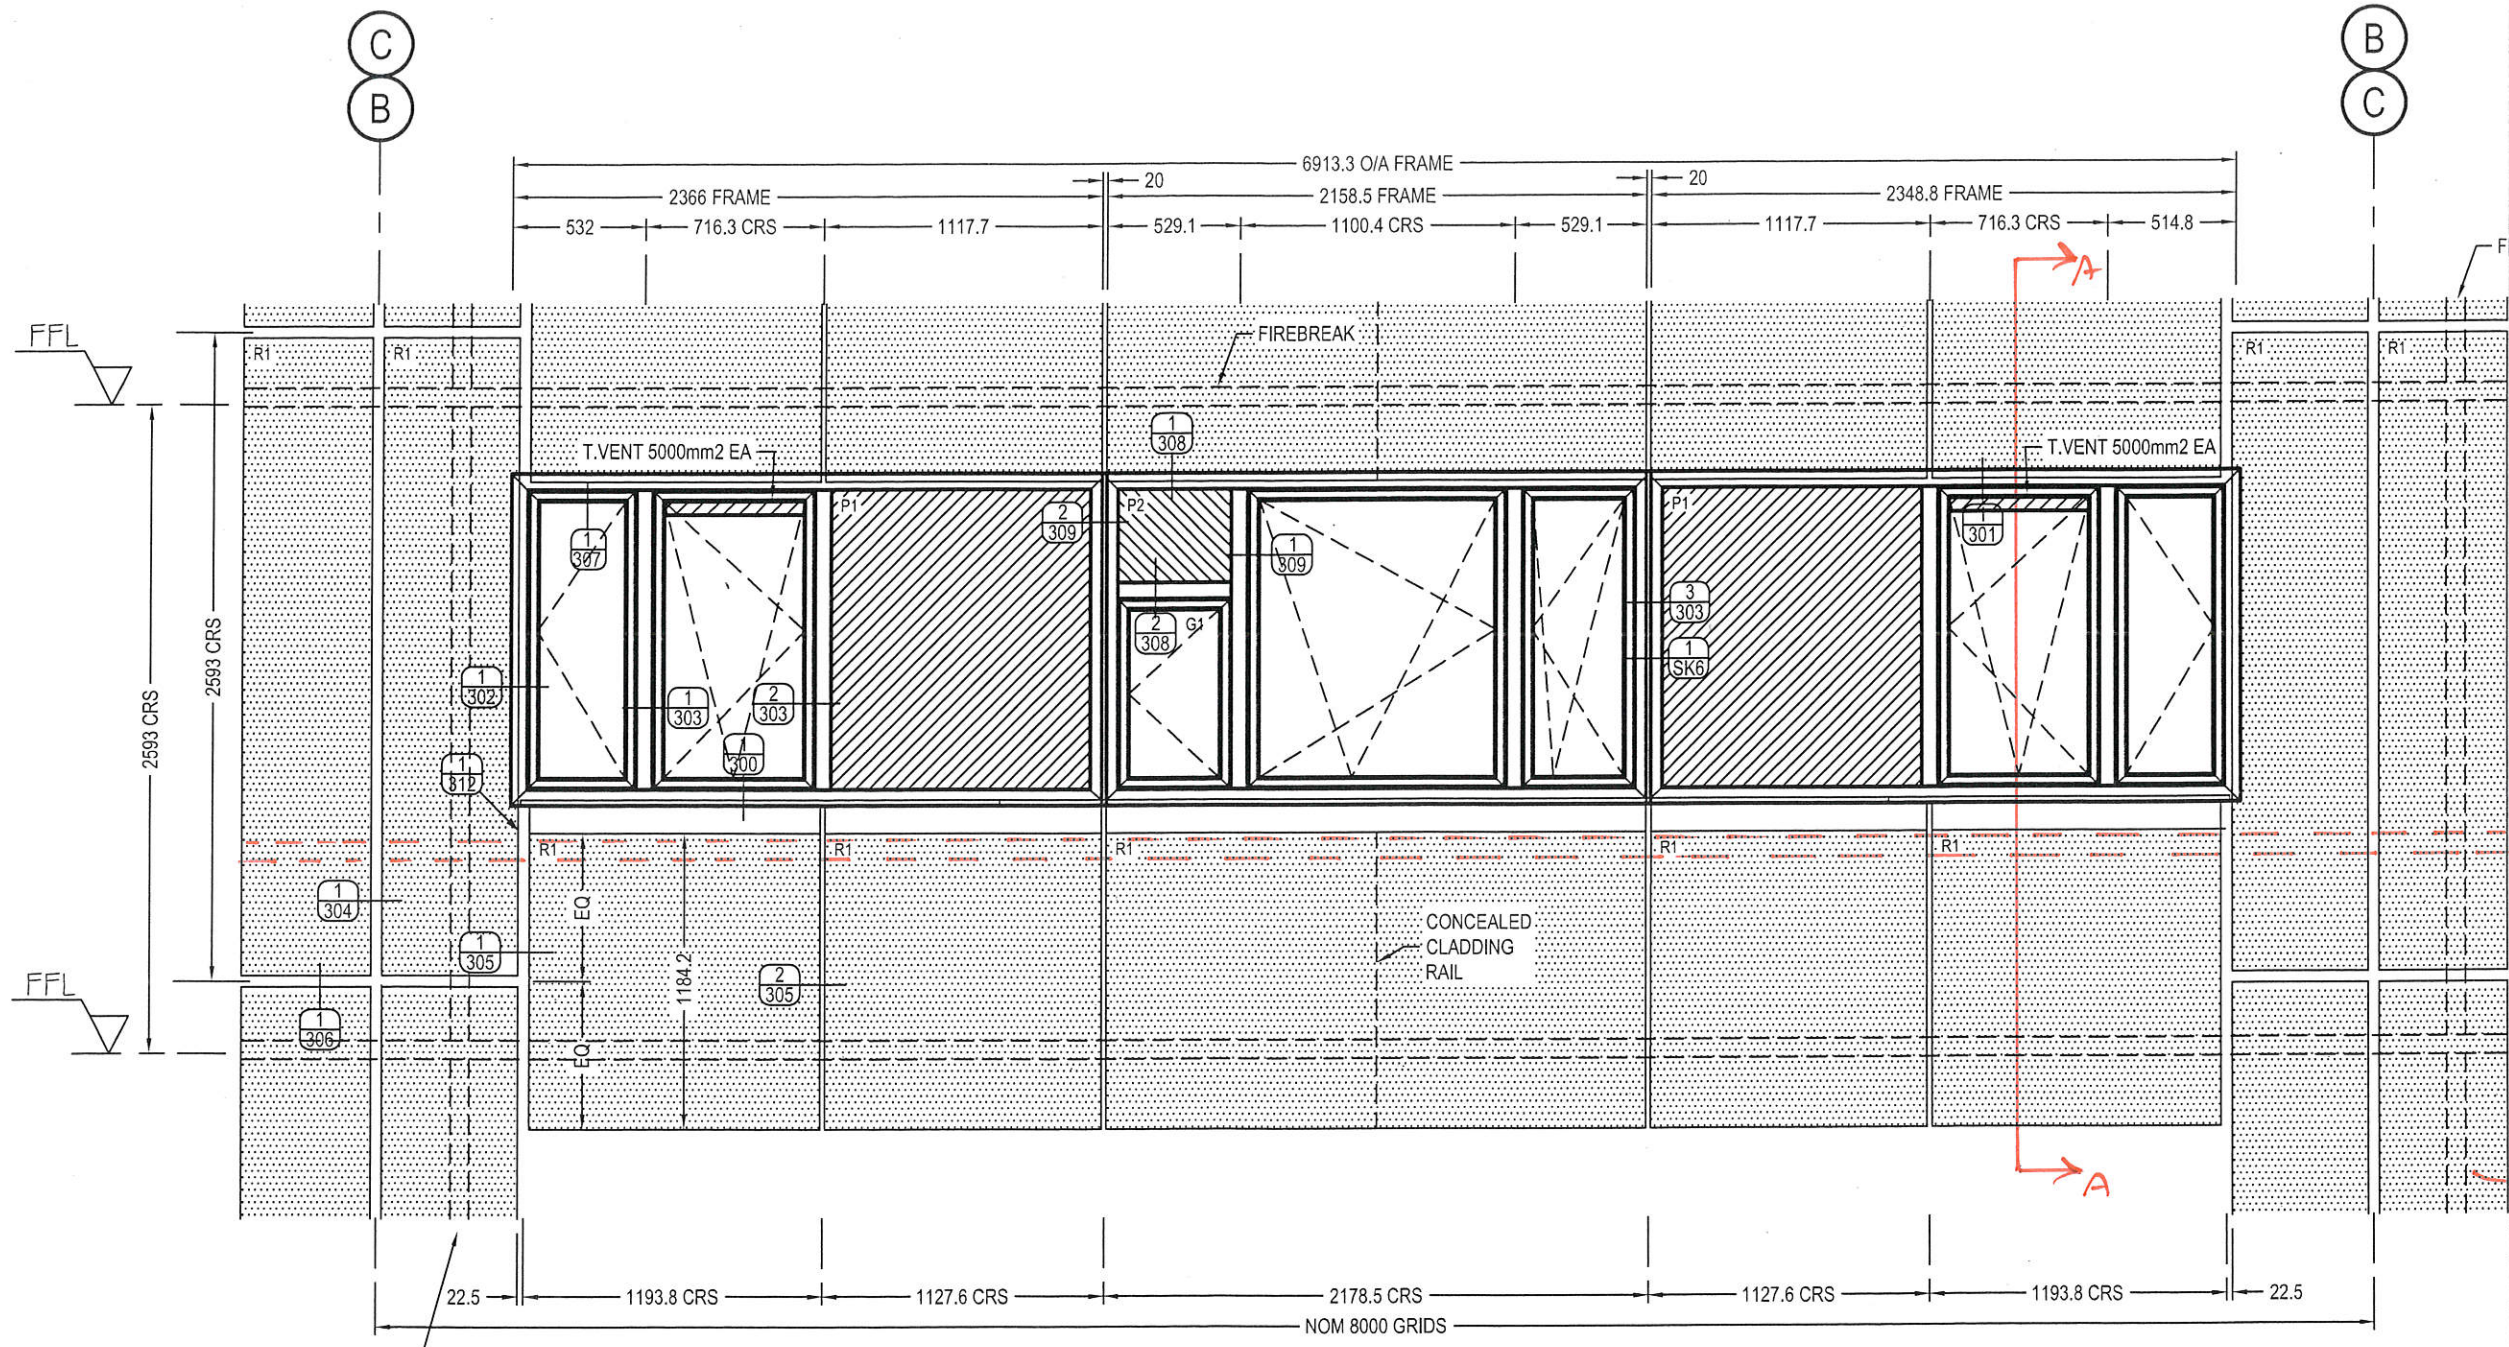 C
B
B
C
6913.3 O/A FRAME
20
20
2366 FRAME
2158.5 FRAME
2348.8 FRAME
532
716.3 CRS
1117.7
529.1
1100.4 CRS
529.1
1117.7
716.3 CRS
514.8
A
F
FFL
R1
R1
FIREBREAK
R1
R1
1
308
T.VENT 5000mm2 EA
T.VENT 5000mm2 EA
P1
P2
P1
2
309
1
307
1
309
1
301
2593 CRS
2593 CRS
3
303
G1
2
308
1
SK6
1
302
1
303
2
303
1
300
1
312
R1
R1
R1
R1
R1
1
304
EQ
CONCEALED
CLADDING
RAIL
1
305
2
305
1184.2
FFL
1
306
EQ
A
22.5
1193.8 CRS
1127.6 CRS
2178.5 CRS
1127.6 CRS
1193.8 CRS
22.5
NOM 8000 GRIDS